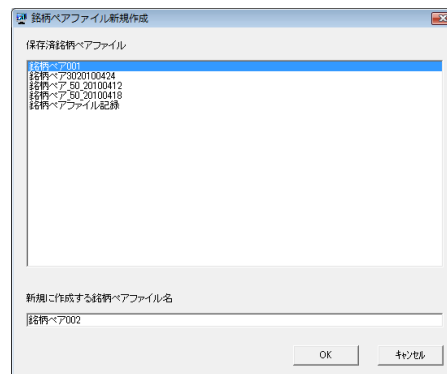 銘柄ペアファイル新規作成
保存済銘柄ペアファイル
銘柄ペア001
銘柄ペア3020100424
銘柄ペア_50_20100412
銘柄ペア_50_20100418
銘柄ペアファイル記録
新規に作成する銘柄ペアファイル名
銘柄ペア002
OK
ｷｬﾝｾﾙ